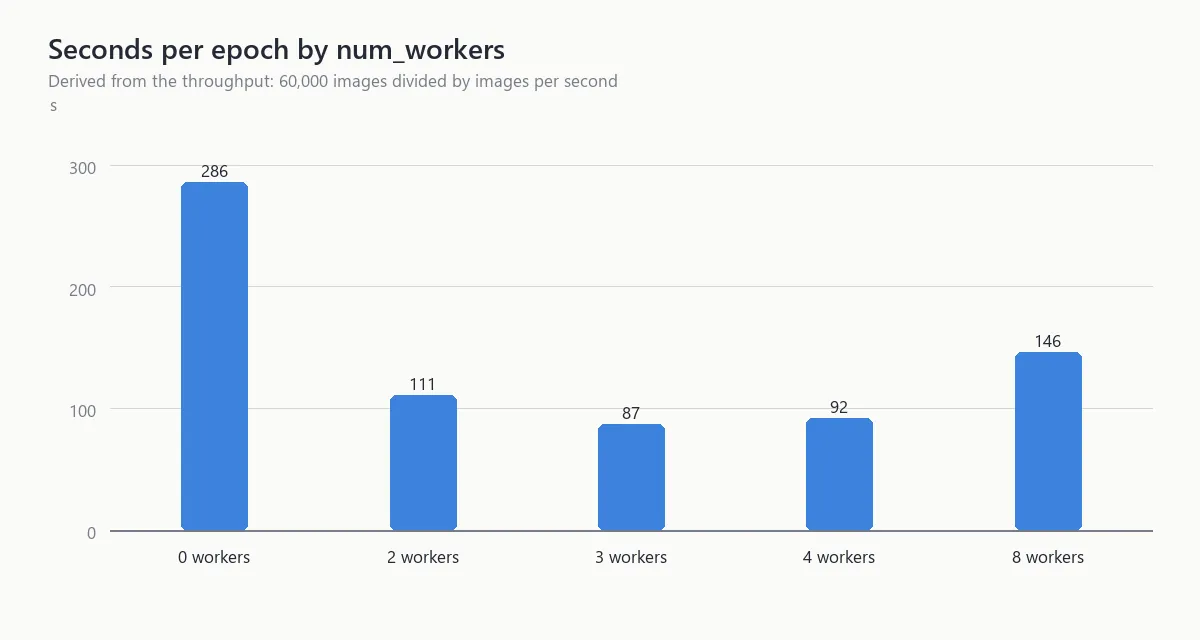 Seconds per epoch by num_workers
Derived from the throughput: 60,000 images divided by images per second
s
300
286
200
146
111
100
92
87
0
0 workers
2 workers
3 workers
4 workers
8 workers